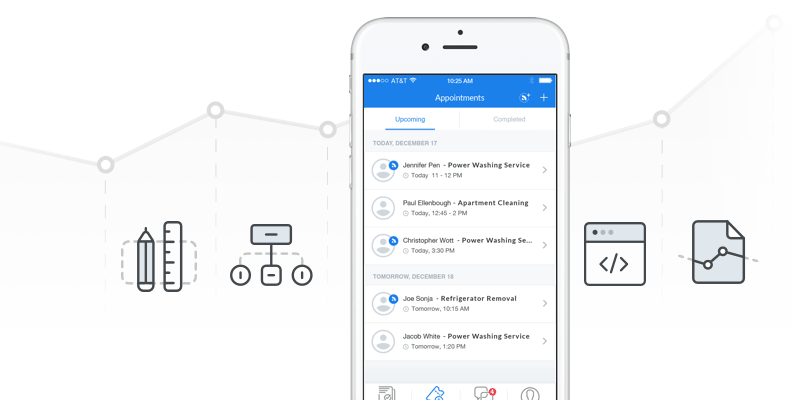 AT&T 10:25 AM
Appointments
Upcoming Completed
TODAY, DECEMBER 17
Jennifer Pen - Power Washing Service
Today 11 - 12 PM
Paul Ellenbough - Apartment Cleaning
Today, 12:45 - 2 PM
Christopher Wott - Power Washing Se...
Today, 3:30 PM
TOMORROW, DECEMBER 18
Joe Sonja - Refrigerator Removal
Tomorrow, 10:15 AM
Jacob White - Power Washing Service
Tomorrow, 1:20 PM
4